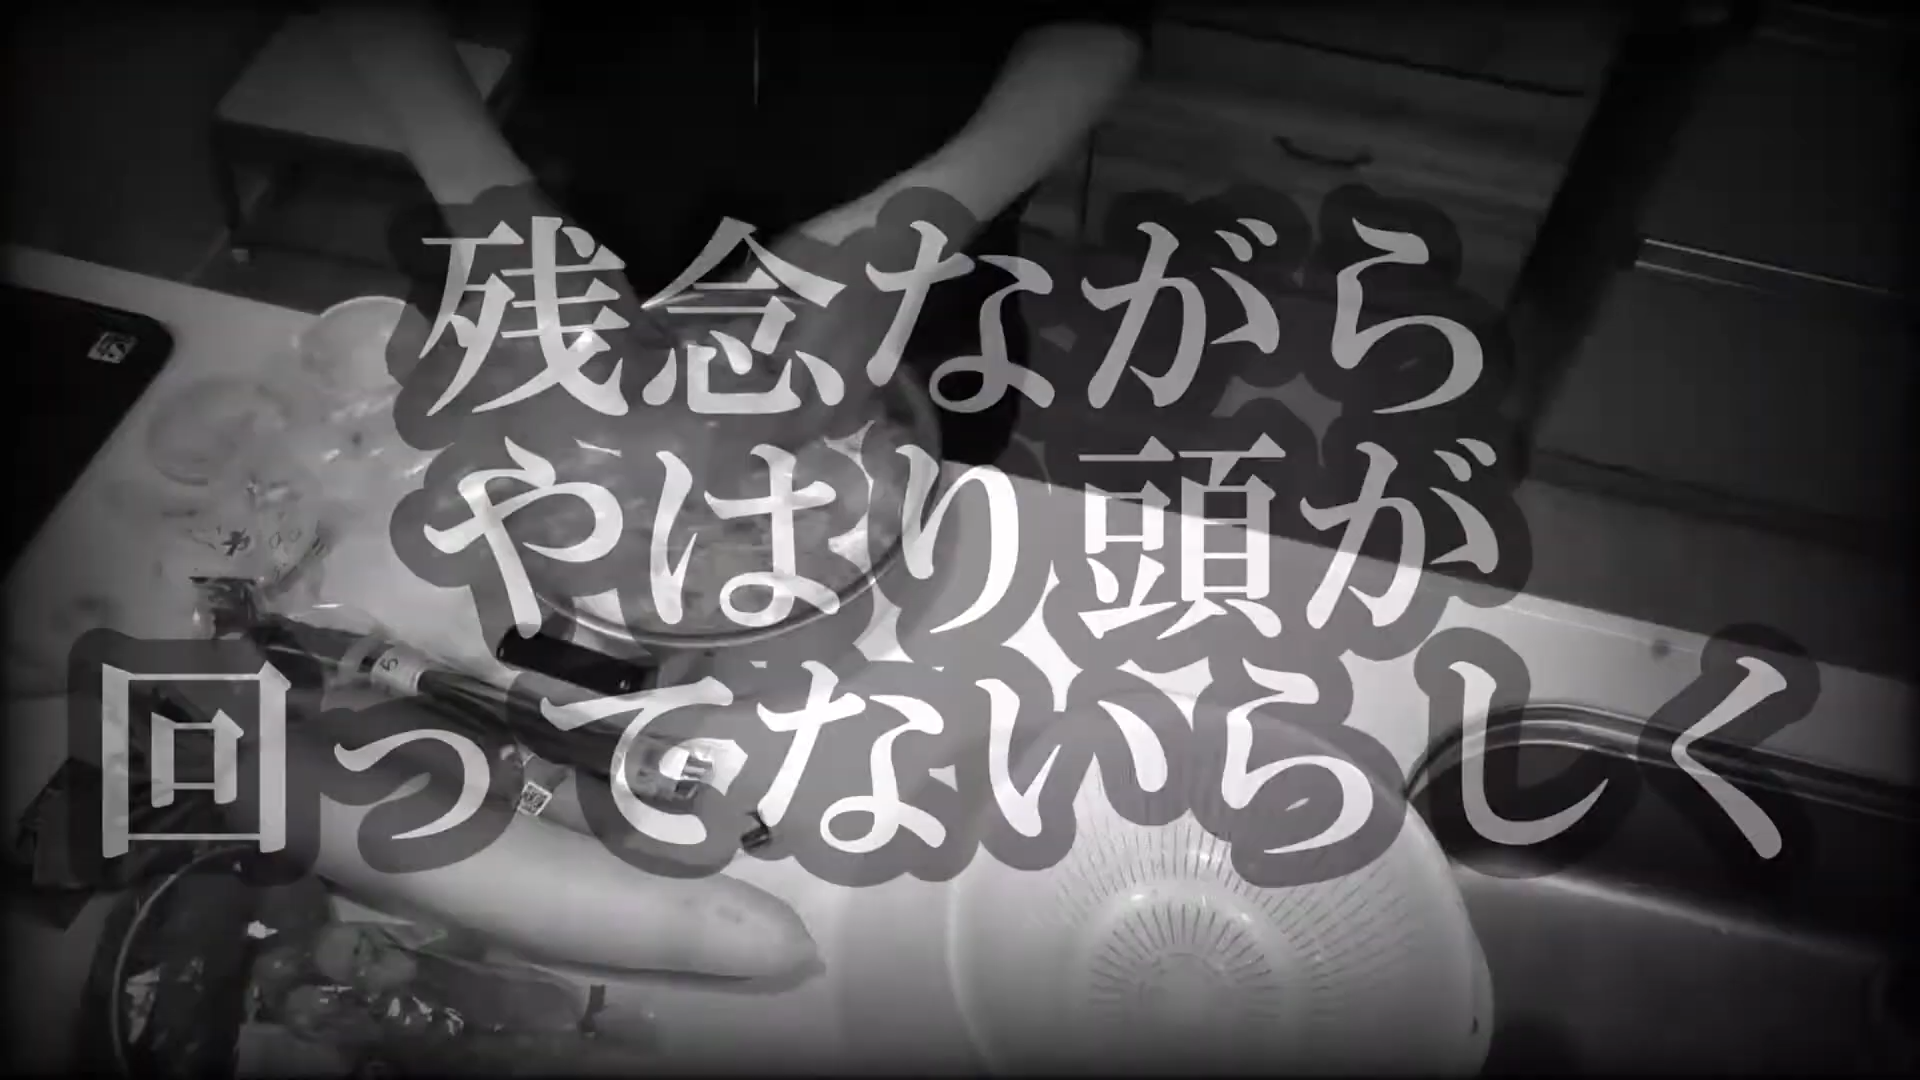 残念ながら
やはり頭が
回ってないらしく